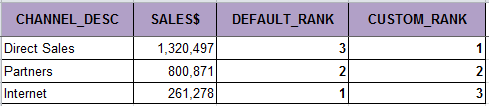 CHANNEL_DESC SALES$ DEFAULT_RANK CUSTOM_RANK
Direct Sales 1,320,497 3 1
Partners 800,871 2 2
Internet 261,278 1 3